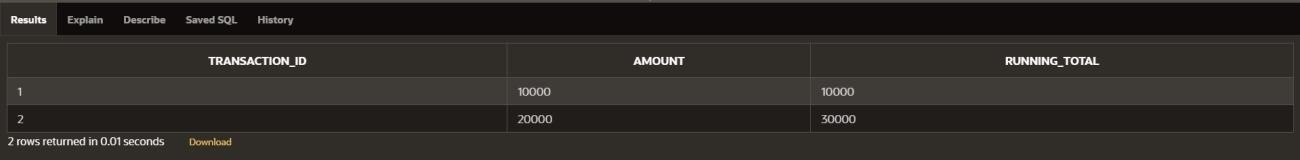 Results Explain Describe Saved SQL History
TRANSACTION_ID AMOUNT RUNNING_TOTAL
1 10000 10000
2 20000 30000
2 rows returned in 0.01 seconds Download